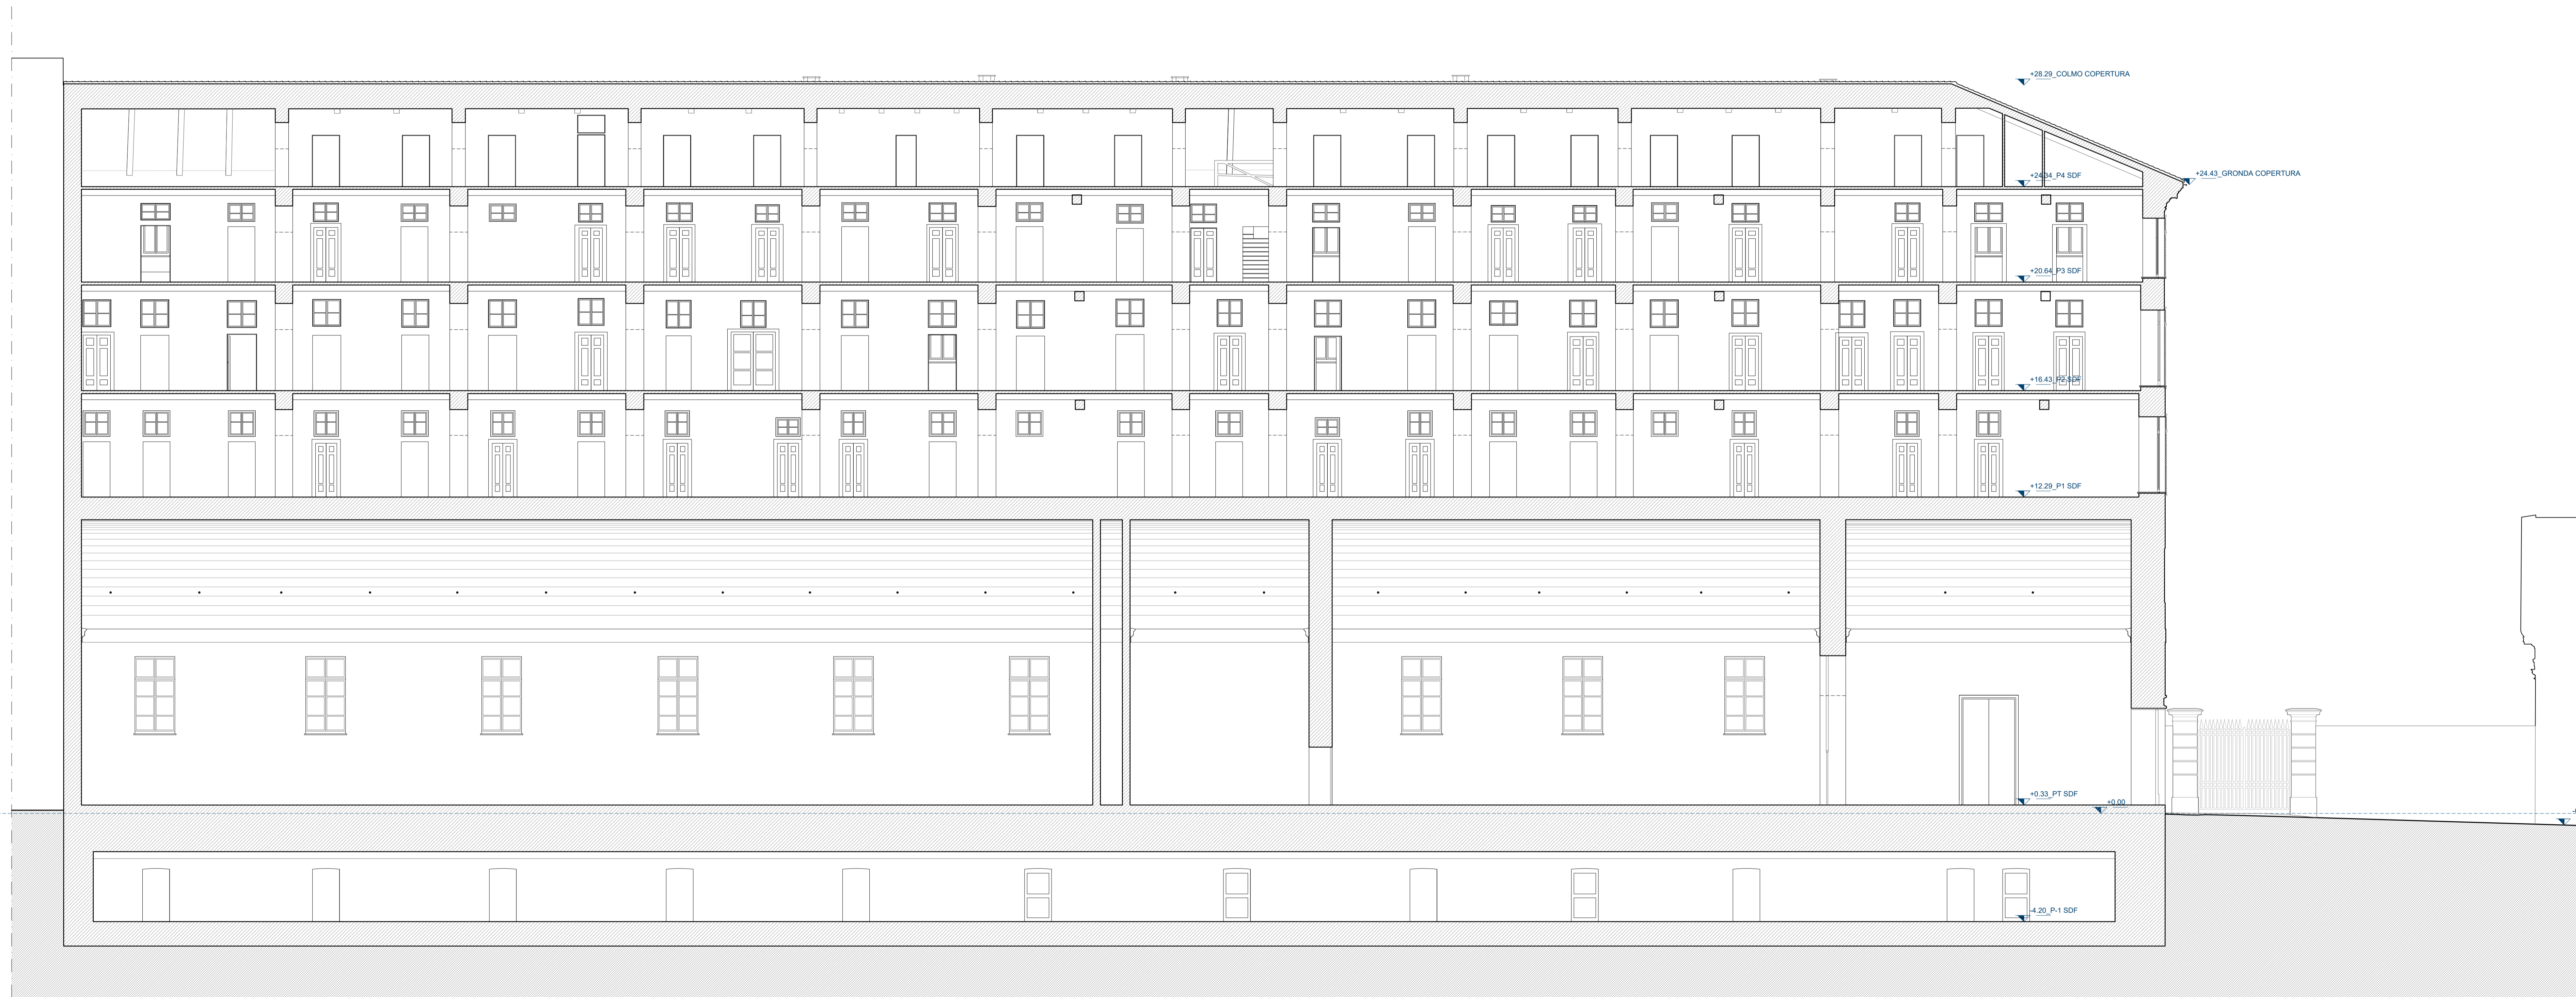 +28.29_COLMO COPERTURA
+24.43_GRONDA COPERTURA
+24.34_P4 SDF
+20.64_P3 SDF
+16.43_P2 SDF
+12.29_P1 SDF
+0.33_PT SDF
+0.00
-4.20_P-1 SDF